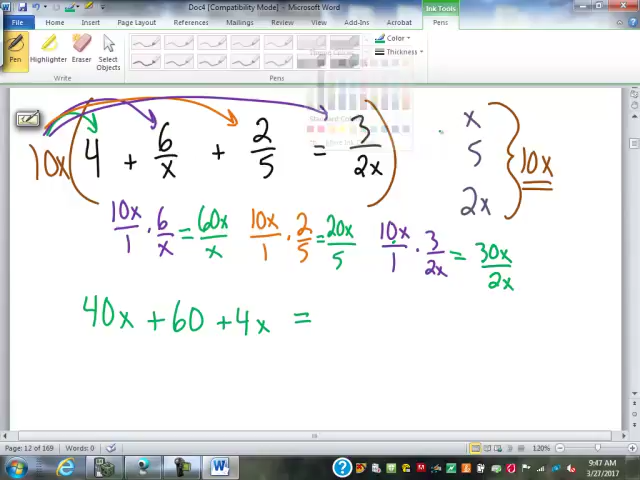 Doc4 [Compatibility Mode] - Microsoft Word
Ink Tools
File Home Insert Page Layout References Mailings Review View Add-Ins Acrobat Pens
Pen Highlighter Eraser Select Objects
Color
Thickness
Write Pens
10x ( 4 + 6/x + 2/5 = 3/2x )
x
5
2x
} 10x
10x/1 · 6/x = 60x/x 10x/1 · 2/5 = 20x/5 10x/1 · 3/2x = 30x/2x
40x + 60 + 4x =
Page: 12 of 169 Words: 0 120%
9:47 AM
3/27/2017